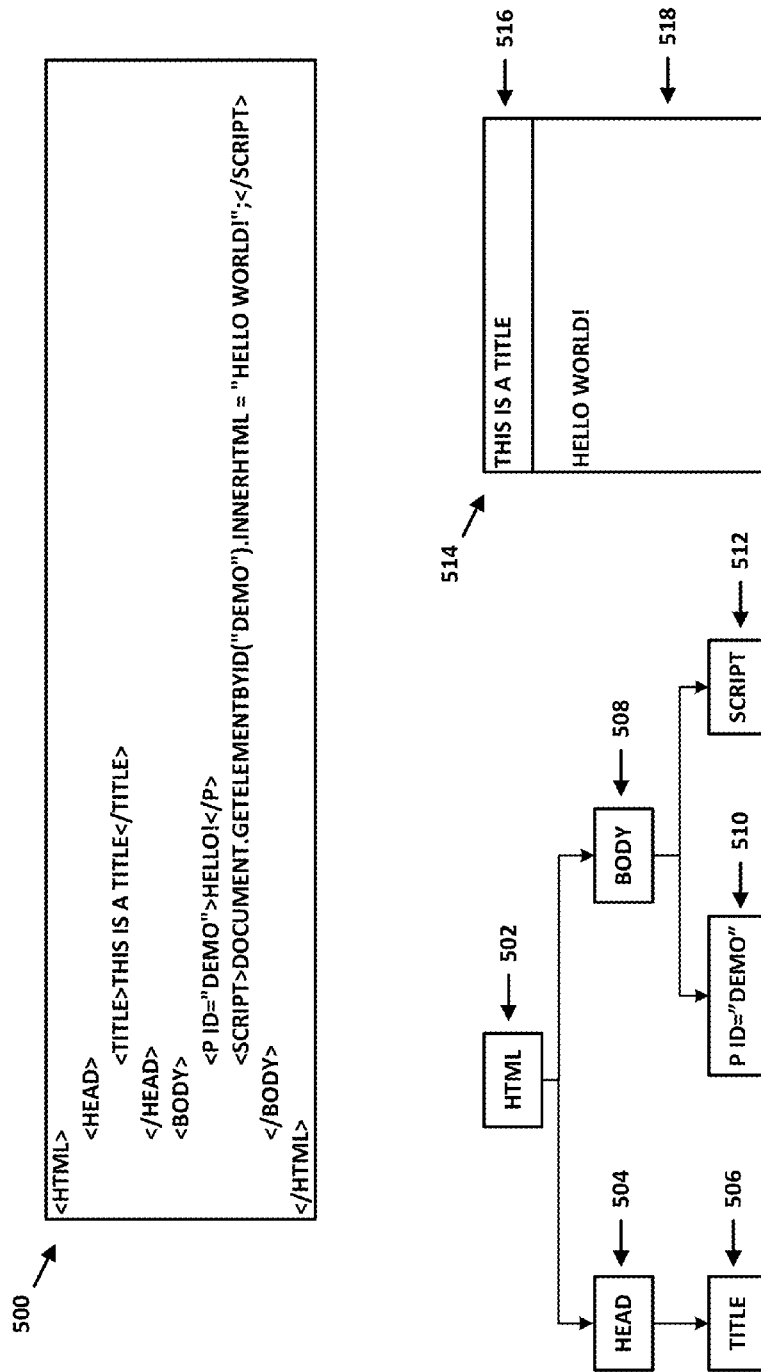 500
<HTML>
<HEAD>
<TITLE>THIS IS A TITLE</TITLE>
</HEAD>
<BODY>
<P ID="DEMO">HELLO!</P>
<SCRIPT>DOCUMENT.GETELEMENTBYID("DEMO").INNERHTML = "HELLO WORLD!";</SCRIPT>
</BODY>
</HTML>
HTML
502
HEAD
504
BODY
508
TITLE
506
P ID="DEMO"
510
SCRIPT
512
514
THIS IS A TITLE
516
HELLO WORLD!
518